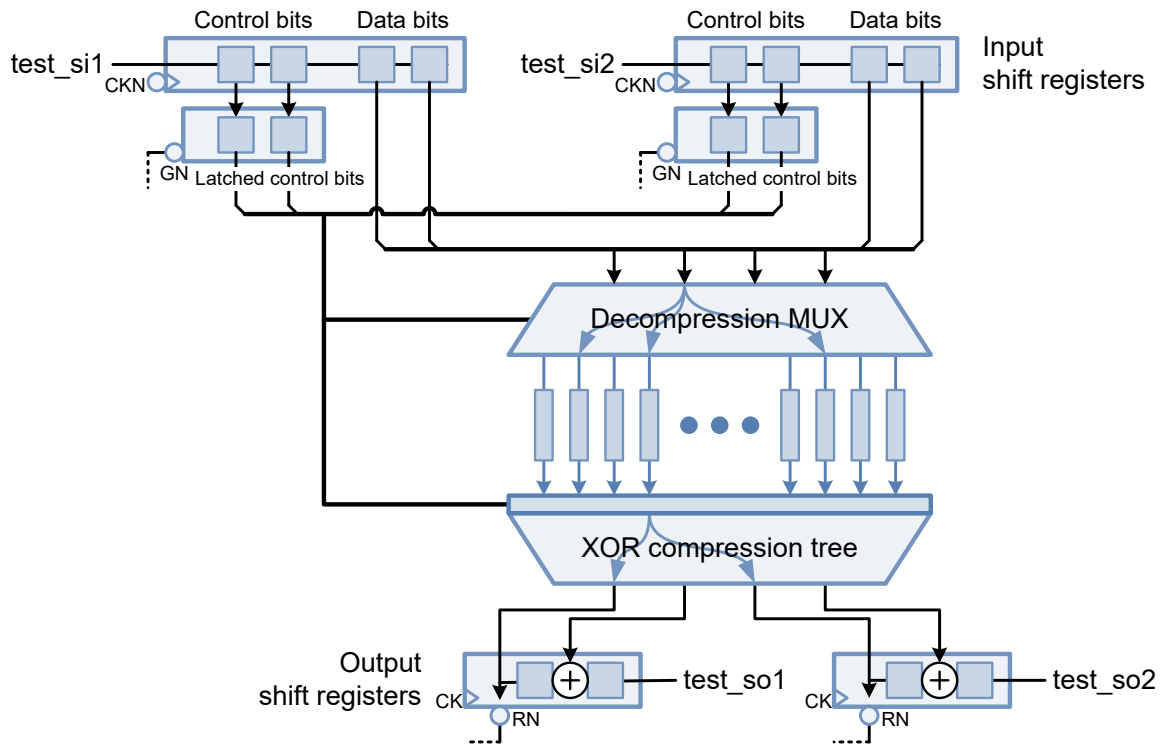 Control bits Data bits Control bits Data bits
test_si1 test_si2 Input
shift registers
CKN CKN
GN GN
Latched control bits Latched control bits
Decompression MUX
XOR compression tree
Output
shift registers
test_so1 test_so2
CK CK
RN RN